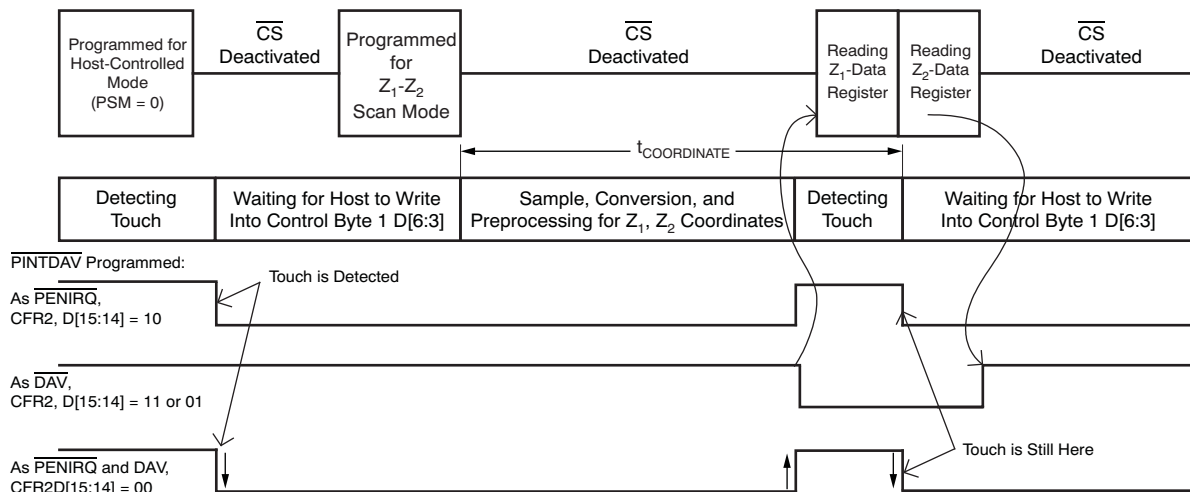 Programmed for
Host-Controlled
Mode
(PSM = 0)
CS
Deactivated
Programmed
for
Z1-Z2
Scan Mode
CS
Deactivated
Reading
Z1-Data
Register
Reading
Z2-Data
Register
CS
Deactivated
tCOORDINATE
Detecting
Touch
Waiting for Host to Write
Into Control Byte 1 D[6:3]
Sample, Conversion, and
Preprocessing for Z1, Z2 Coordinates
Detecting
Touch
Waiting for Host to Write
Into Control Byte 1 D[6:3]
PINTDAV Programmed:
Touch is Detected
As PENIRQ,
CFR2, D[15:14] = 10
As DAV,
CFR2, D[15:14] = 11 or 01
Touch is Still Here
As PENIRQ and DAV,
CFR2D[15:14] = 00